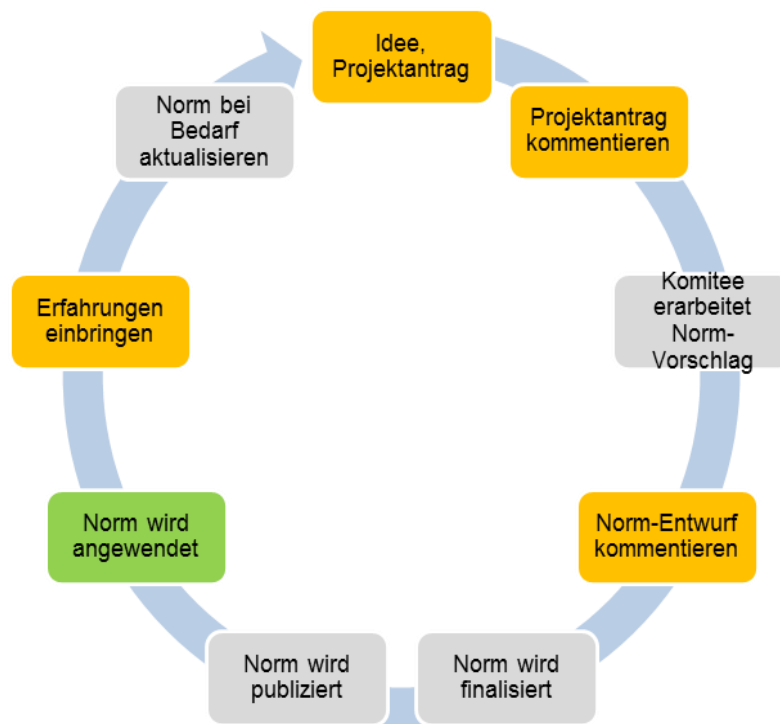 Idee,
Projektantrag
Projektantrag
kommentieren
Komitee
erarbeitet
Norm-
Vorschlag
Norm-Entwurf
kommentieren
Norm wird
finalisiert
Norm wird
publiziert
Norm wird
angewendet
Erfahrungen
einbringen
Norm bei
Bedarf
aktualisieren